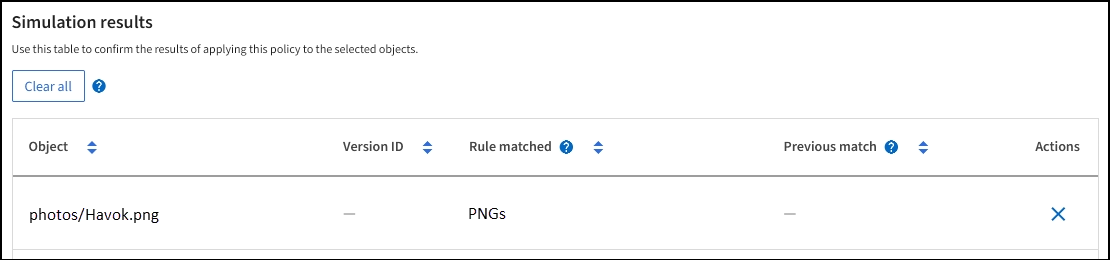 Simulation results
Use this table to confirm the results of applying this policy to the selected objects.
Clear all ?
Object Version ID Rule matched ? Previous match ? Actions
photos/Havok.png — PNGs —